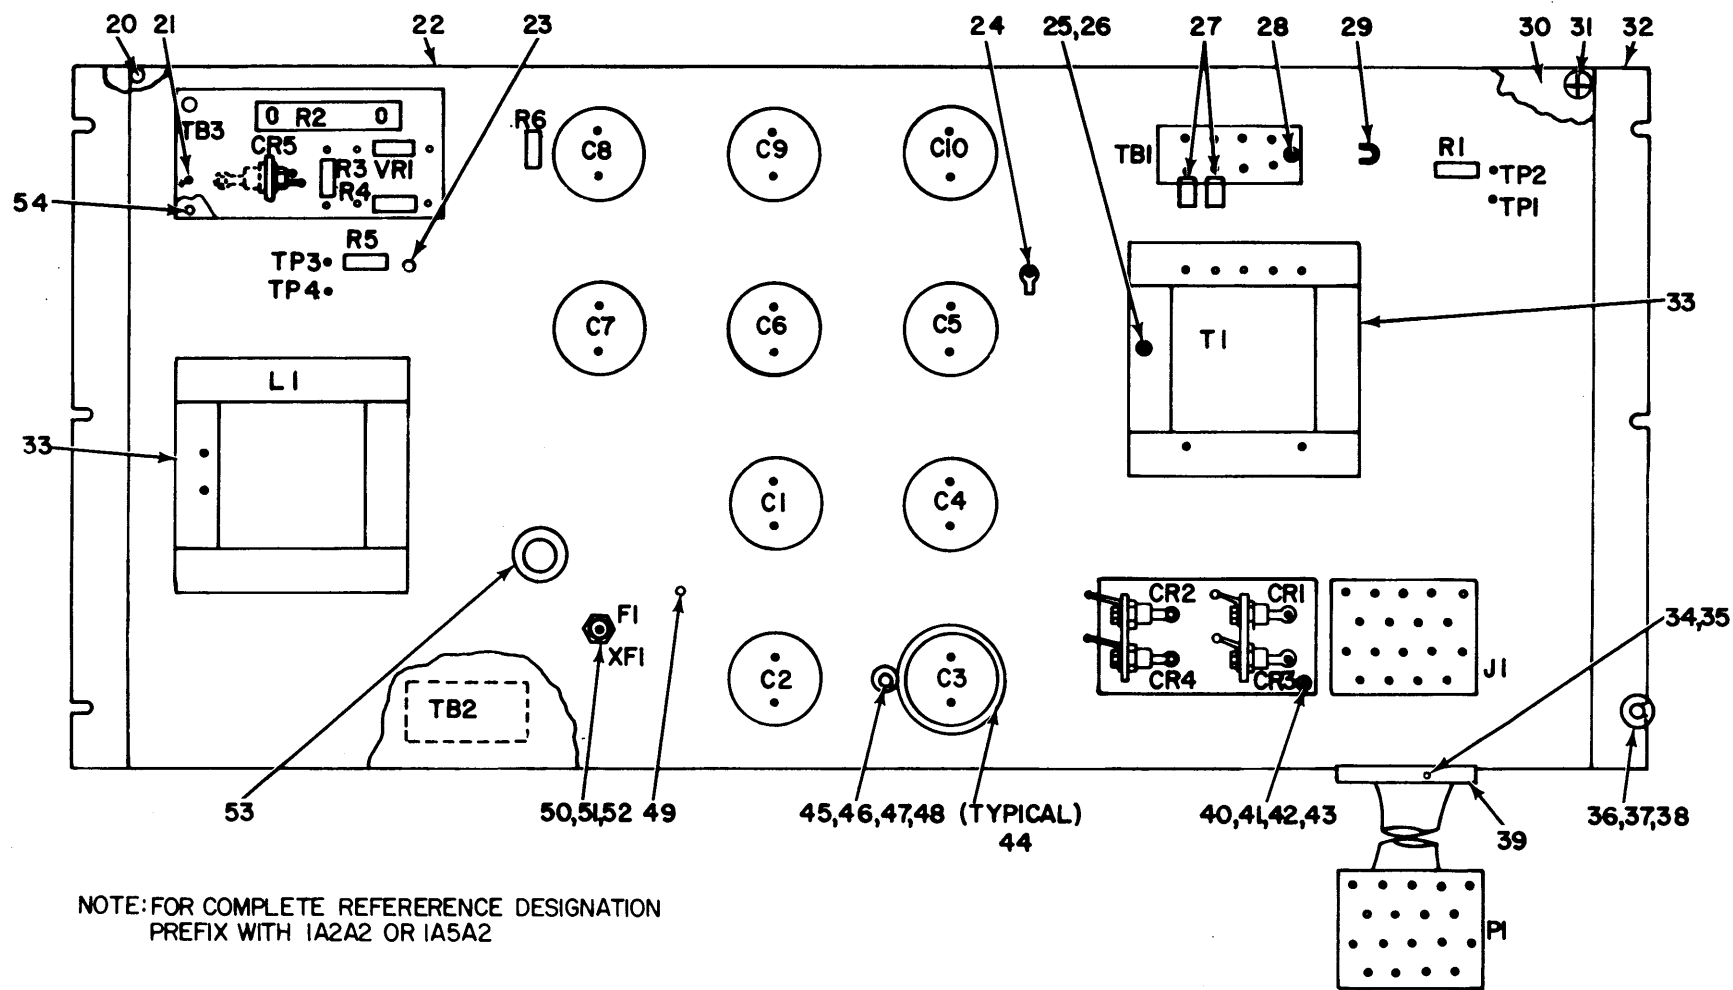 20 21 22 23 24 25,26 27 28 29 30 31 32
TB3 R2 CR5 R3 R4 VR1
R6
C8 C9 C10
TB1
R1
TP2
TP1
54
R5
TP3
TP4
C7 C6 C5
T1
33
L1
33
C1 C4
F1
XF1
CR2 CR1
CR4 CR3
J1
34,35
TB2
C2 C3
53 50,51,52 49 45,46,47,48 (TYPICAL) 40,41,42,43 36,37,38
44
39
NOTE: FOR COMPLETE REFERERENCE DESIGNATION
PREFIX WITH 1A2A2 OR 1A5A2
P1